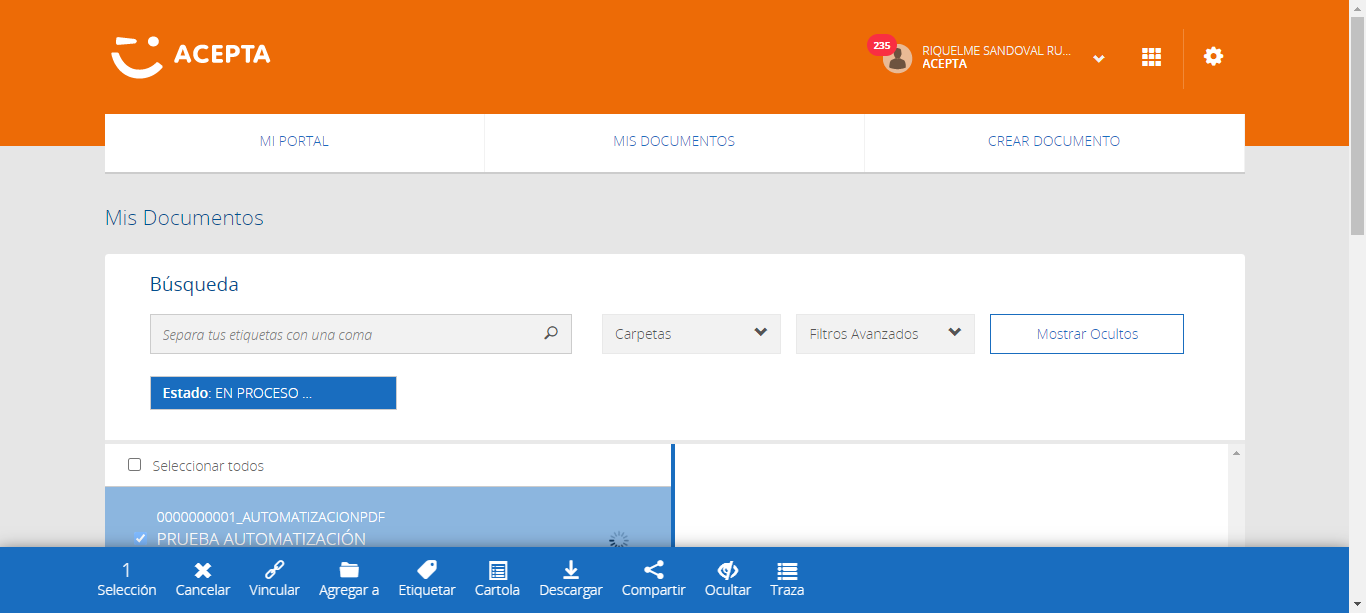 ACEPTA
235
RIQUELME SANDOVAL RU...
ACEPTA
MI PORTAL
MIS DOCUMENTOS
CREAR DOCUMENTO
Mis Documentos
Búsqueda
Separa tus etiquetas con una coma
Carpetas
Filtros Avanzados
Mostrar Ocultos
Estado: EN PROCESO ...
Seleccionar todos
0000000001_AUTOMATIZACIONPDF
PRUEBA AUTOMATIZACIÓN
1
Selección
Cancelar
Vincular
Agregar a
Etiquetar
Cartola
Descargar
Compartir
Ocultar
Traza